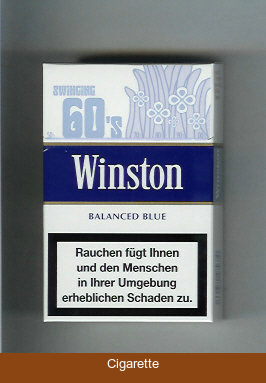 SWINGING
60's
Winston
BALANCED BLUE
Rauchen fügt Ihnen
und den Menschen
in Ihrer Umgebung
erheblichen Schaden zu.
Cigarette